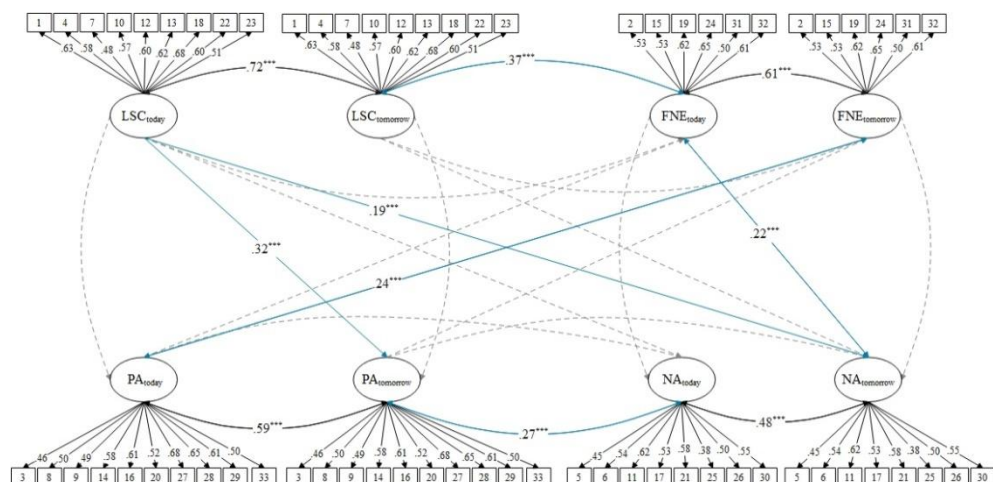 1 4 7 10 12 13 18 22 23 1 4 7 10 12 13 18 22 23 2 15 19 24 31 32 2 15 19 24 31 32
.63 .58 .48 .57 .60 .62 .68 .60 .51 .63 .58 .48 .57 .60 .62 .68 .60 .51 .53 .53 .62 .65 .50 .61 .53 .53 .62 .65 .50 .61
.72*** .37*** .61***
LSCtoday LSCtomorrow FNEtoday FNEtomorrow
.19***
.22***
.32***
.24***
PAtoday PAtomorrow NAtoday NAtomorrow
.59*** .27*** .48***
.46 .50 .49 .58 .61 .52 .68 .65 .61 .50 .46 .50 .49 .58 .61 .52 .68 .65 .61 .50 .45 .54 .62 .53 .58 .38 .50 .55 .45 .54 .62 .53 .58 .38 .50 .55
3 8 9 14 16 20 27 28 29 33 3 8 9 14 16 20 27 28 29 33 5 6 11 17 21 25 26 30 5 6 11 17 21 25 26 30